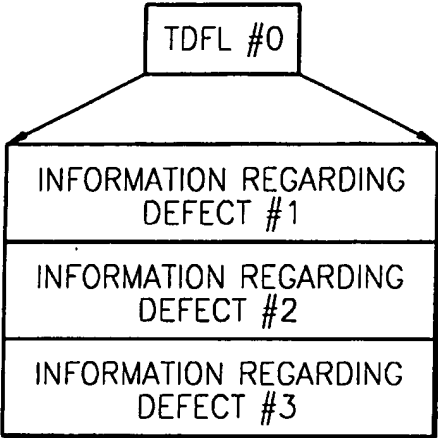 TDFL #0
INFORMATION REGARDING
DEFECT #1
INFORMATION REGARDING
DEFECT #2
INFORMATION REGARDING
DEFECT #3